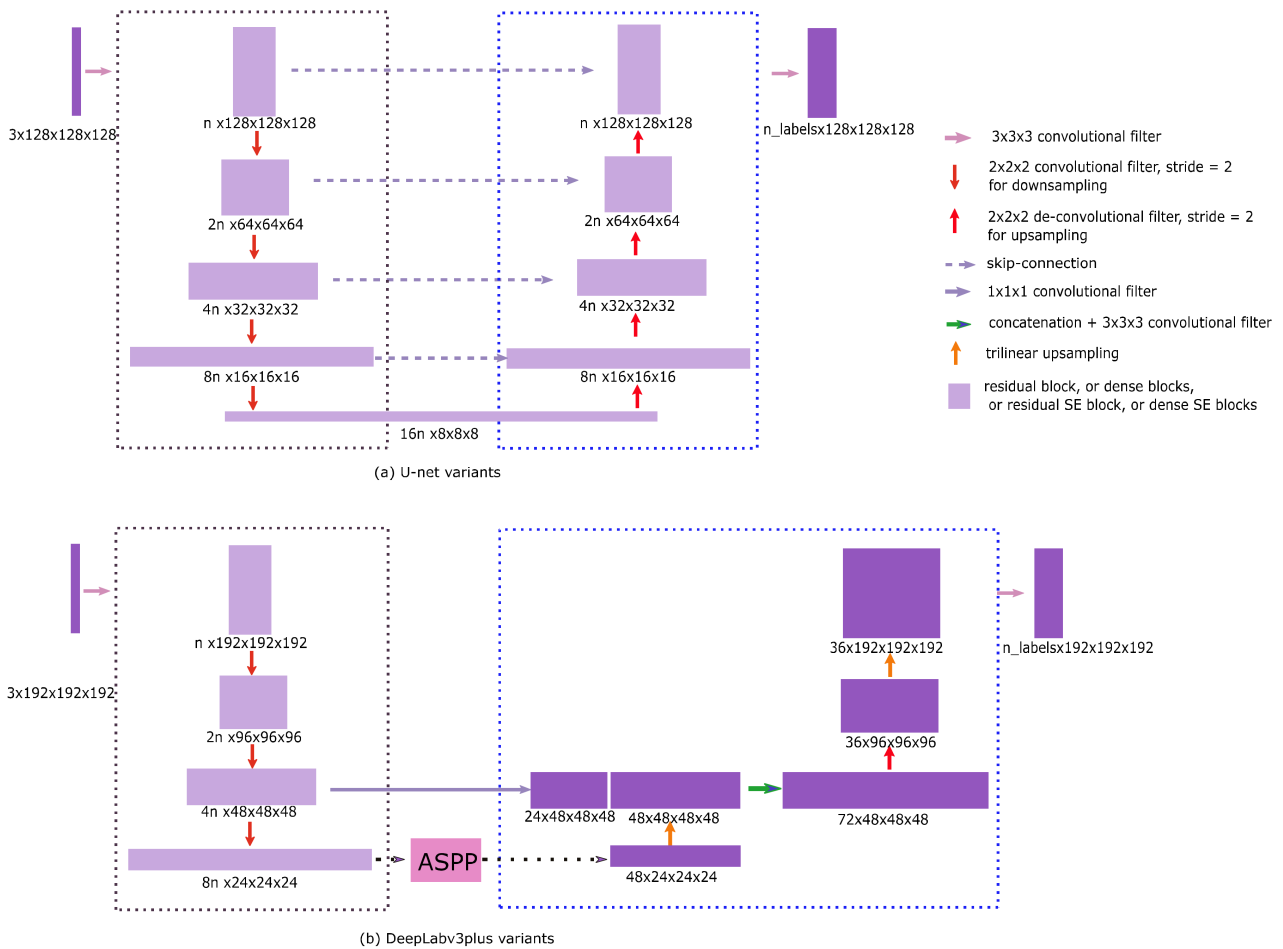 3x128x128x128
n x128x128x128
2n x64x64x64
4n x32x32x32
8n x16x16x16
16n x8x8x8
n x128x128x128
2n x64x64x64
4n x32x32x32
8n x16x16x16
n_labelsx128x128x128
3x3x3 convolutional filter
2x2x2 convolutional filter, stride = 2
for downsampling
2x2x2 de-convolutional filter, stride = 2
for upsampling
skip-connection
1x1x1 convolutional filter
concatenation + 3x3x3 convolutional filter
trilinear upsampling
residual block, or dense blocks,
or residual SE block, or dense SE blocks
(a) U-net variants
3x192x192x192
n x192x192x192
2n x96x96x96
4n x48x48x48
8n x24x24x24
ASPP
24x48x48x48
48x48x48x48
48x24x24x24
72x48x48x48
36x96x96x96
36x192x192x192
n_labelsx192x192x192
(b) DeepLabv3plus variants